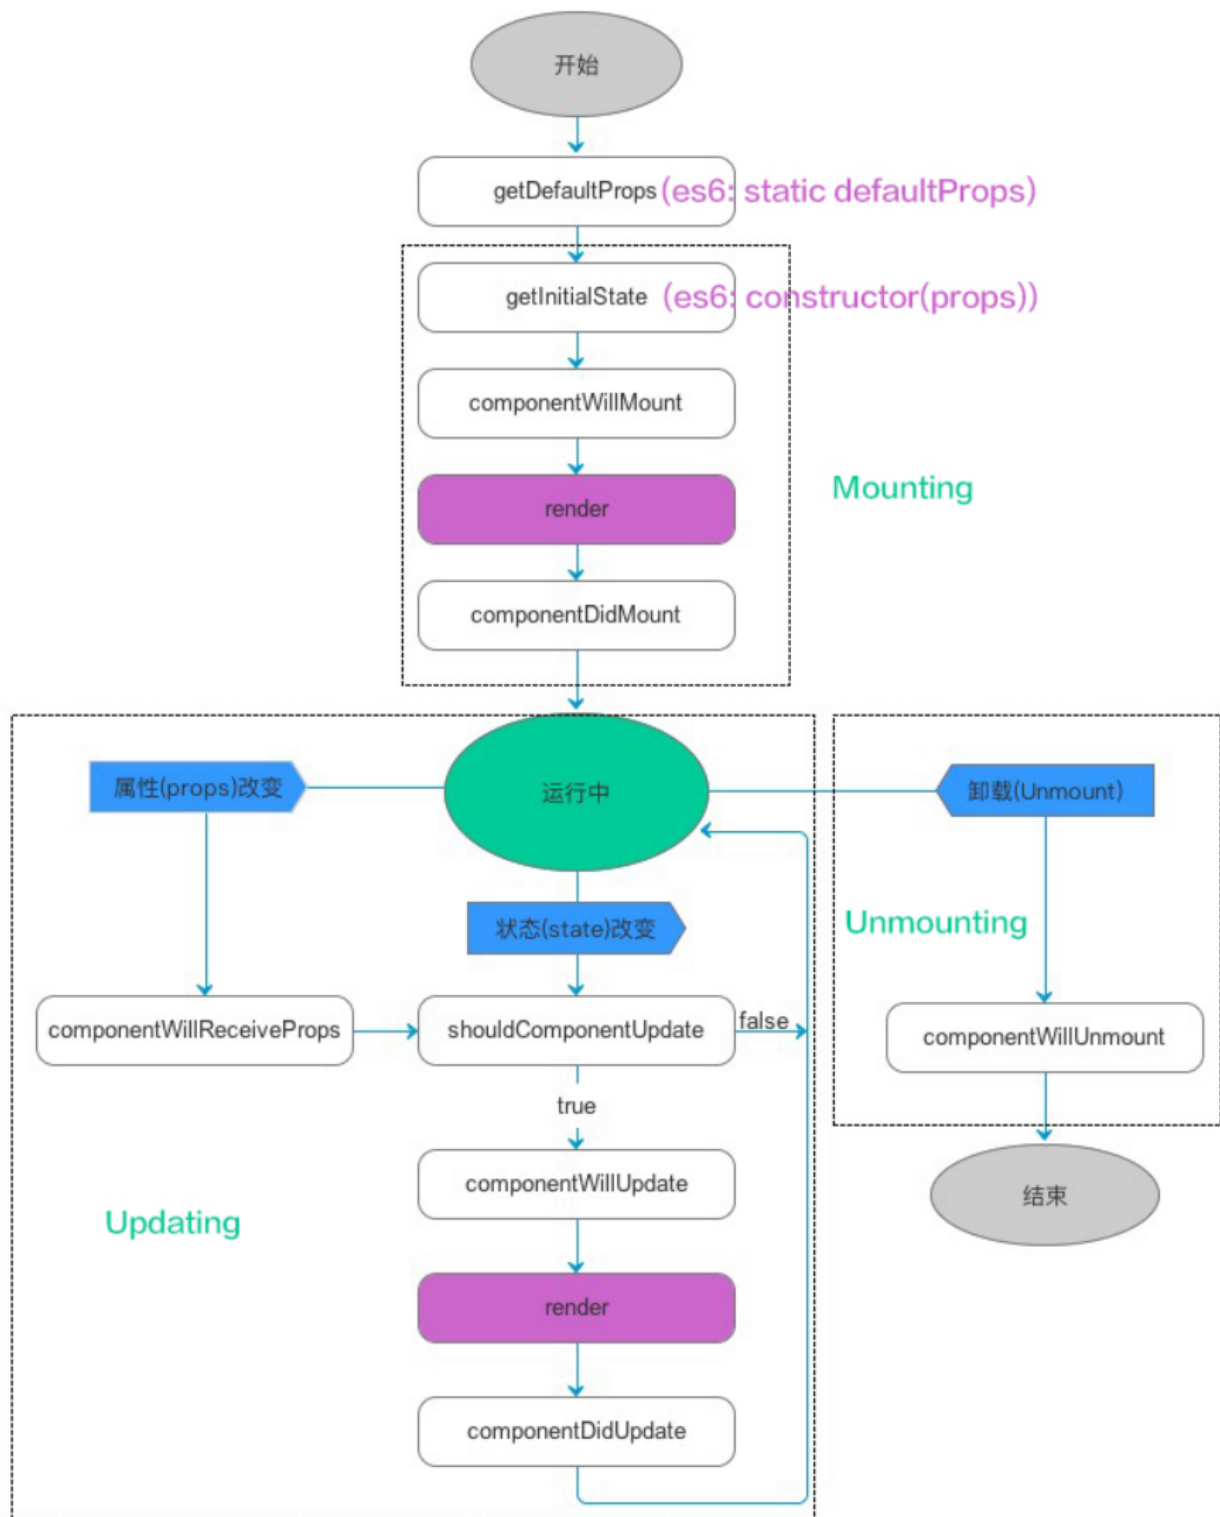 开始
getDefaultProps(es6: static defaultProps)
getInitialState (es6: constructor(props))
componentWillMount
render
Mounting
componentDidMount
属性(props)改变
运行中
卸载(Unmount)
状态(state)改变
Unmounting
componentWillReceiveProps
shouldComponentUpdate
false
componentWillUnmount
true
componentWillUpdate
结束
Updating
render
componentDidUpdate